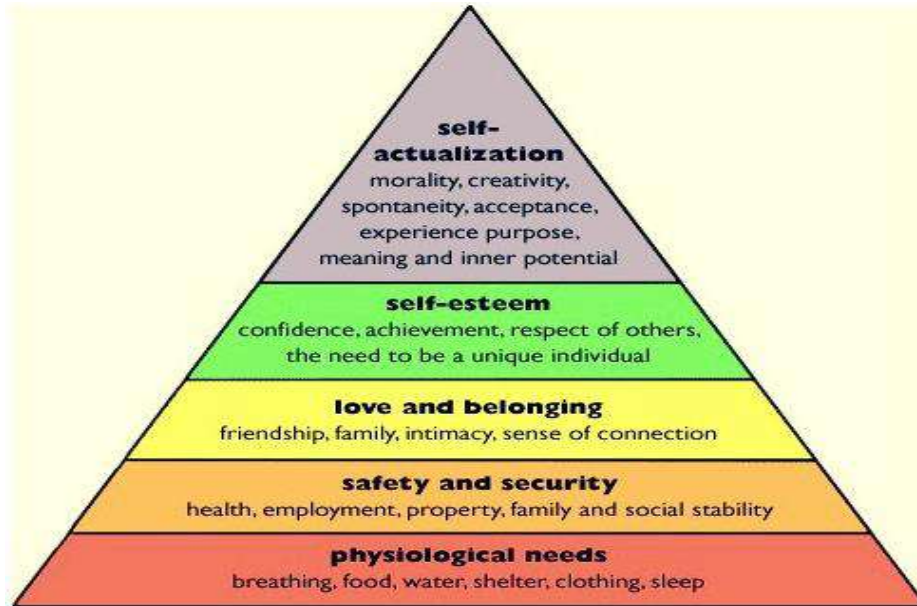 self-
actualization
morality, creativity,
spontaneity, acceptance,
experience purpose,
meaning and inner potential
self-esteem
confidence, achievement, respect of others,
the need to be a unique individual
love and belonging
friendship, family, intimacy, sense of connection
safety and security
health, employment, property, family and social stability
physiological needs
breathing, food, water, shelter, clothing, sleep